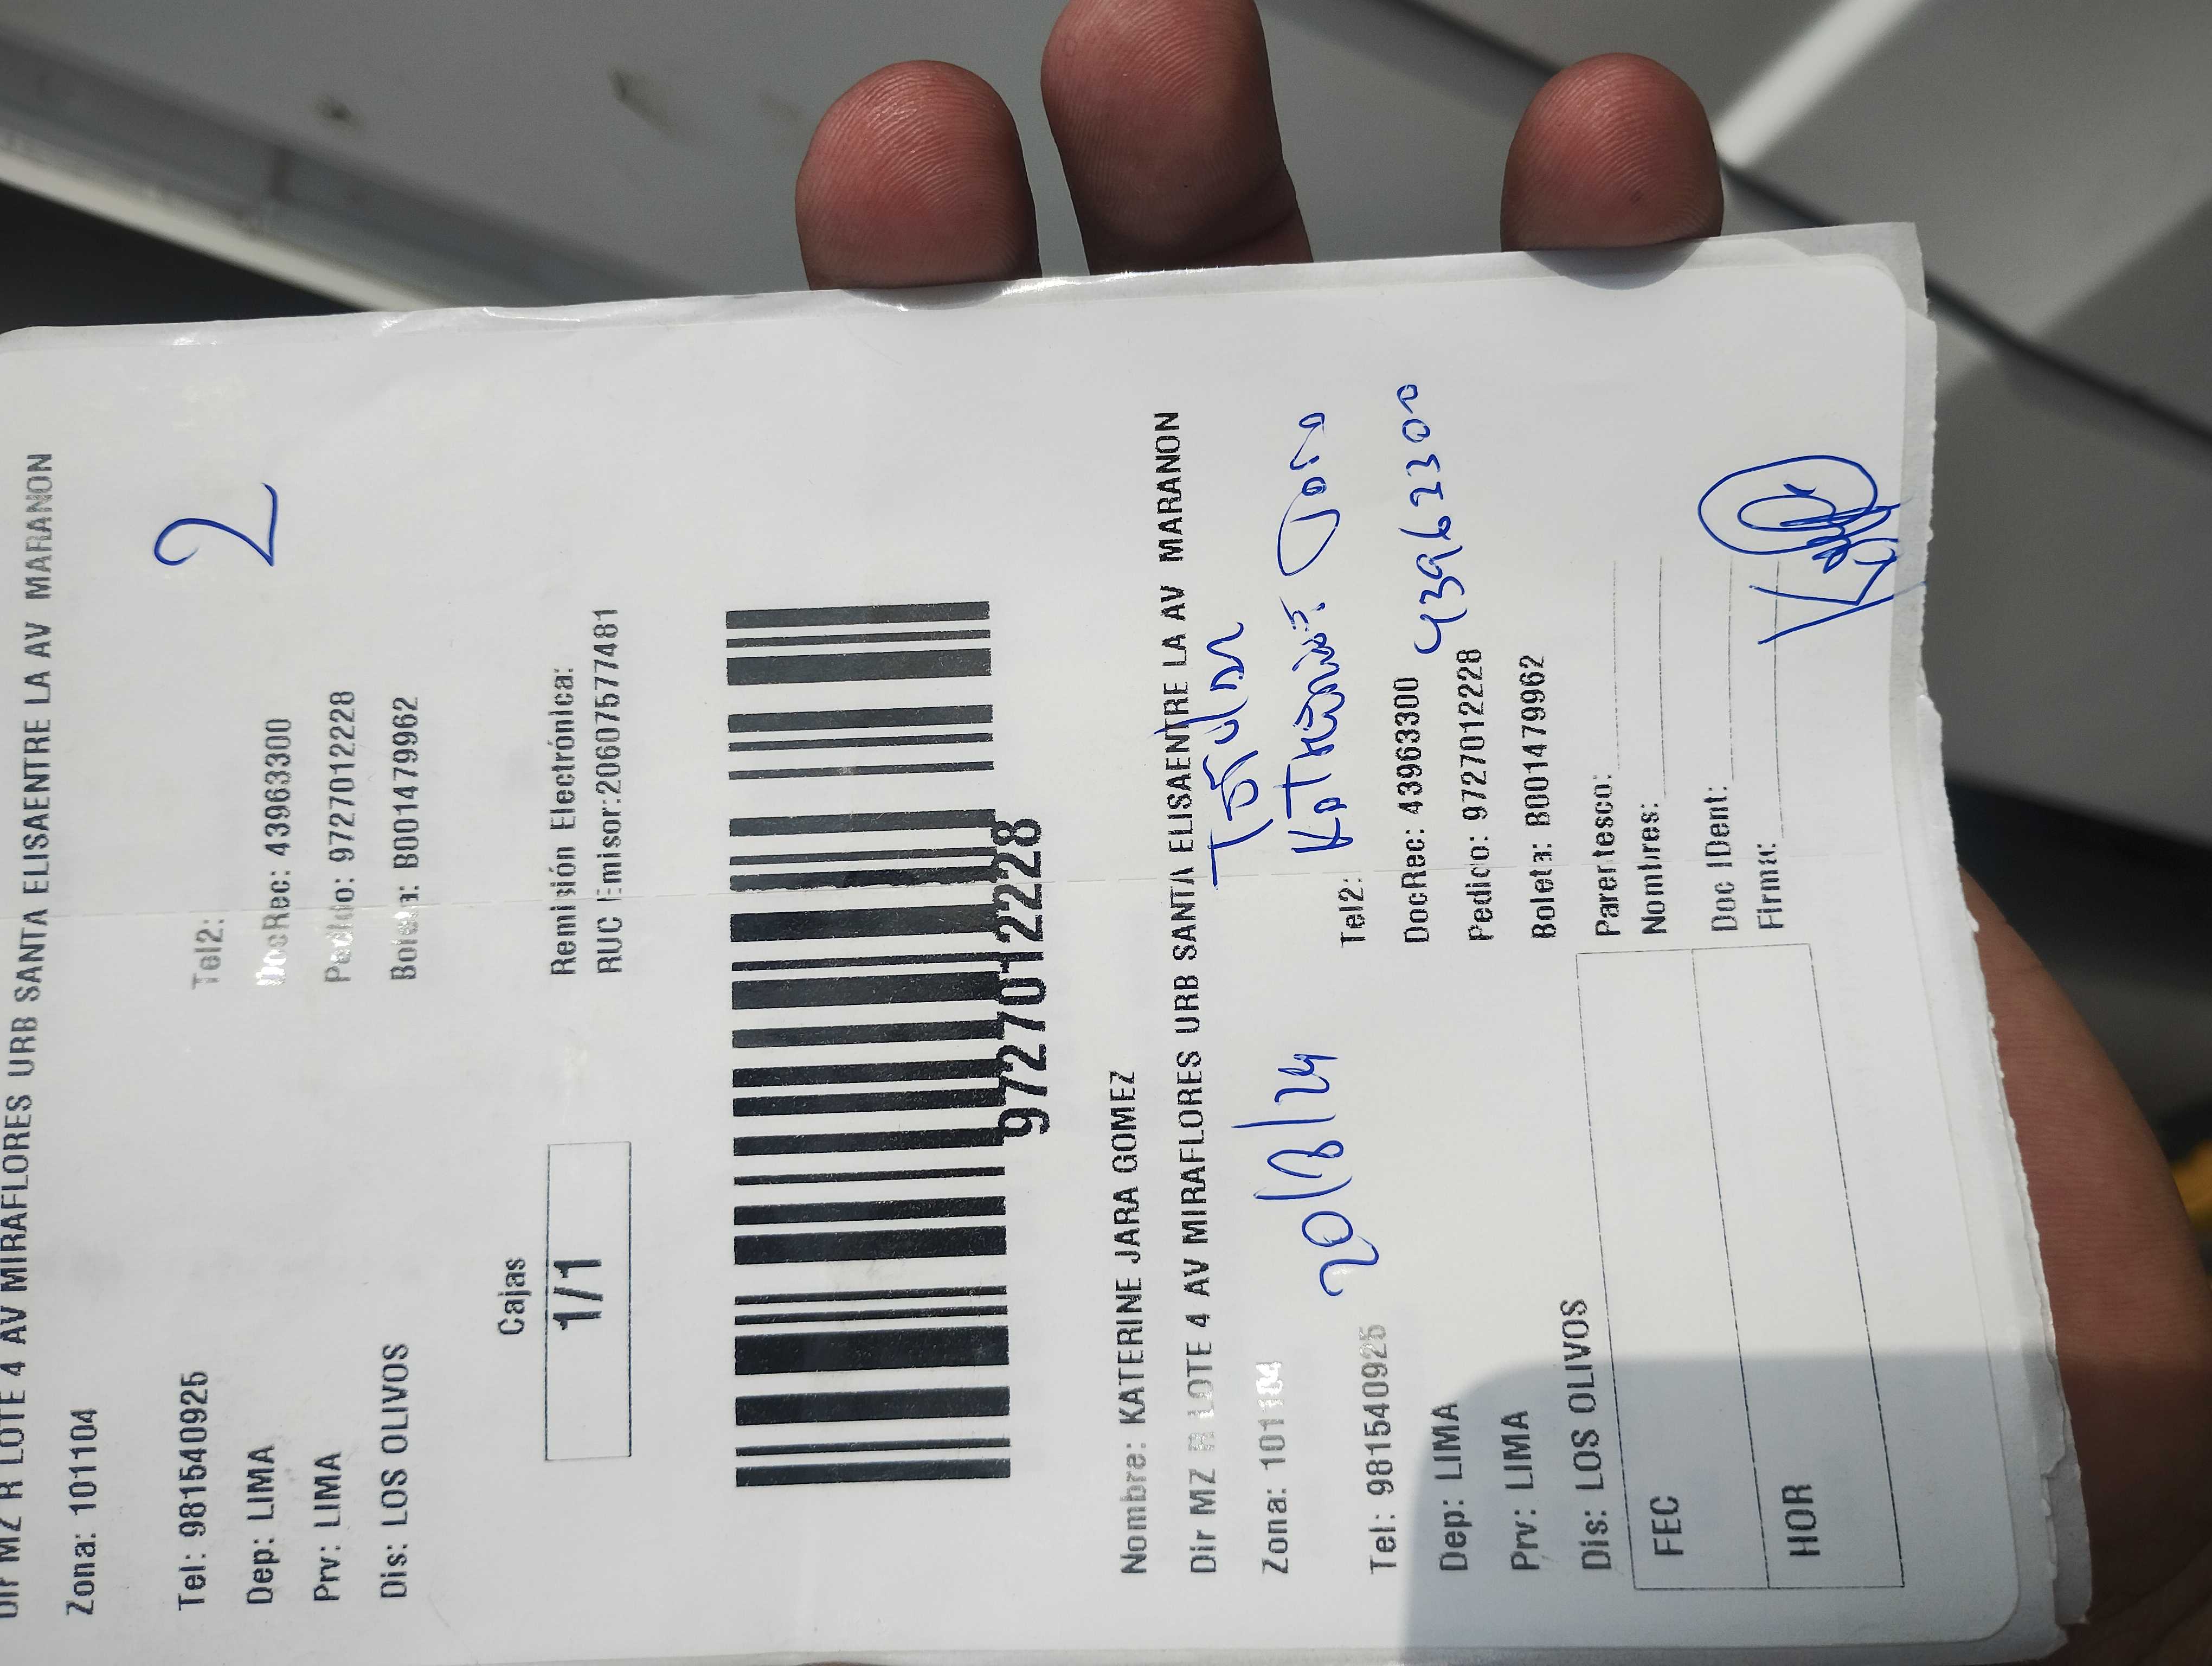 Dir MZ R LOTE 4 AV MIRAFLORES URB SANTA ELISAENTRE LA AV MARANON
Zona: 101104
2
Tel: 981540925 Tel2:
Dep: LIMA DocRec: 43963300
Prv: LIMA Pedido: 9727012228
Dis: LOS OLIVOS Boleta: B001479962
Cajas Remisión Electrónica:
1/1 RUC Emisor:20607577481
9727012228
Nombre: KATERINE JARA GOMEZ
Dir MZ R LOTE 4 AV MIRAFLORES URB SANTA ELISAENTRE LA AV MARANON
Titular
Zona: 101104 20/8/24 Katherine Jara
Tel: 981540925 Tel2:
Dep: LIMA DocRec: 43963300 43962300
Prv: LIMA Pedido: 9727012228
Dis: LOS OLIVOS Boleta: B001479962
FEC Parentesco:
Nombres:
HOR Doc IDent:
Firma: